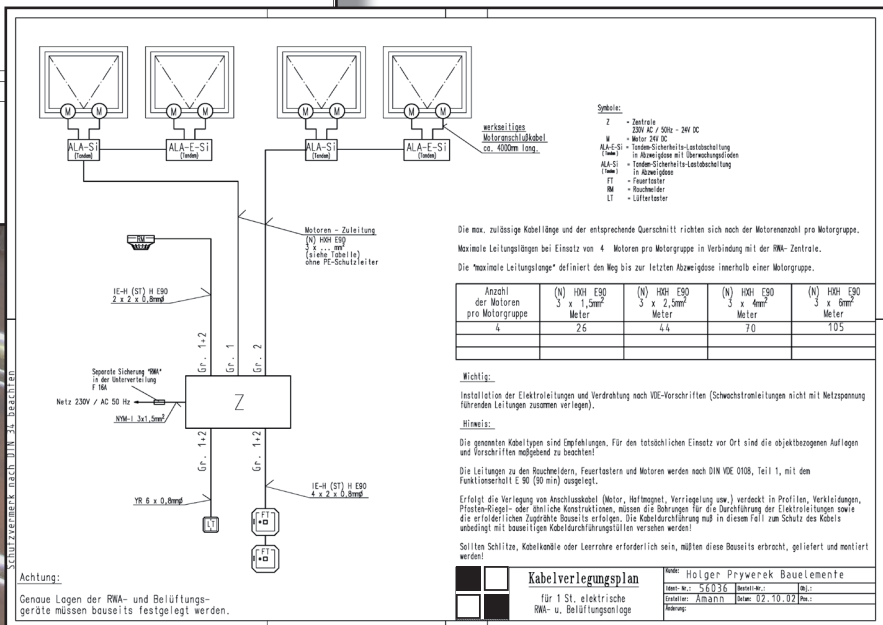 M M M M M M M M
ALA-Si
(Tandem)
ALA-E-Si
(Tandem)
ALA-Si
(Tandem)
ALA-E-Si
(Tandem)
werkseitiges
Motoranschlußkabel
ca. 4000mm lang.
Motoren - Zuleitung
(N) HXH E90
3 x ... mm²
(siehe Tabelle)
ohne PE-Schutzleiter
RM
IE-H (ST) H E90
2 x 2 x 0,8mmø
Gr. 1+2
Gr. 1
Gr. 2
Separate Sicherung "RWA"
in der Unterverteilung
F 16A
Netz 230V / AC 50 Hz
NYM-I 3x1,5mm²
Z
Gr. 1+2
Gr. 1+2
YR 6 x 0,8mmø
IE-H (ST) H E90
4 x 2 x 0,8mmø
LT
FT
FT
Schutzvermerk nach DIN 34 beachten
Achtung:
Genaue Lagen der RWA- und Belüftungs-
geräte müssen bauseits festgelegt werden.
Symbole:
Z = Zentrale
230V AC / 50Hz - 24V DC
M = Motor 24V DC
ALA-E-Si = Tandem-Sicherheits-Lastabschaltung
(Tandem) in Abzweigdose mit Überwachungsdioden
ALA-Si = Tandem-Sicherheits-Lastabschaltung
(Tandem) in Abzweigdose
FT = Feuertaster
RM = Rauchmelder
LT = Lüftertaster
Die max. zulässige Kabellänge und der entsprechende Querschnitt richten sich nach der Motorenanzahl pro Motorgruppe.
Maximale Leitungslängen bei Einsatz von 4 Motoren pro Motorgruppe in Verbindung mit der RWA- Zentrale.
Die "maximale Leitungslange" definiert den Weg bis zur letzten Abzweigdose innerhalb einer Motorgruppe.
Anzahl der Motoren pro Motorgruppe
(N) HXH E90 3 x 1,5mm² Meter
(N) HXH E90 3 x 2,5mm² Meter
(N) HXH E90 3 x 4mm² Meter
(N) HXH E90 3 x 6mm² Meter
4 26 44 70 105
Wichtig:
Installation der Elektroleitungen und Verdrahtung nach VDE-Vorschriften (Schwachstromleitungen nicht mit Netzspannung
führenden Leitungen zusammen verlegen).
Hinweis:
Die genannten Kabeltypen sind Empfehlungen. Für den tatsächlichen Einsatz vor Ort sind die objektbezogenen Auflagen
und Vorschriften maßgebend zu beachten!
Die Leitungen zu den Rauchmeldern, Feuertastern und Motoren werden nach DIN VDE 0108, Teil 1, mit dem
Funktionserhalt E 90 (90 min) ausgelegt.
Erfolgt die Verlegung von Anschlusskabel (Motor, Haftmagnet, Verriegelung usw.) verdeckt in Profilen, Verkleidungen,
Pfosten-Riegel- oder ähnliche Konstruktionen, müssen die Bohrungen für die Durchführung der Elektroleitungen sowie
die erfolderlichen Zugdrähte Bauseits erfolgen. Die Kabeldurchführung muß in diesem Fall zum Schutz des Kabels
unbedingt mit bauseitigen Kabeldurchführungstüllen versehen werden!
Sollten Schlitze, Kabelkanäle oder Leerrohre erforderlich sein, müßten diese Bauseits erbracht, geliefert und montiert
werden!
Kabelverlegungsplan
für 1 St. elektrische
RWA- u. Belüftungsanlage
Kunde: Holger Prywerek Bauelemente
Ident- Nr.: 56036 Bestell-Nr.: Obj.:
Ersteller: Amann Datum: 02.10.02 Pos.:
Änderung: